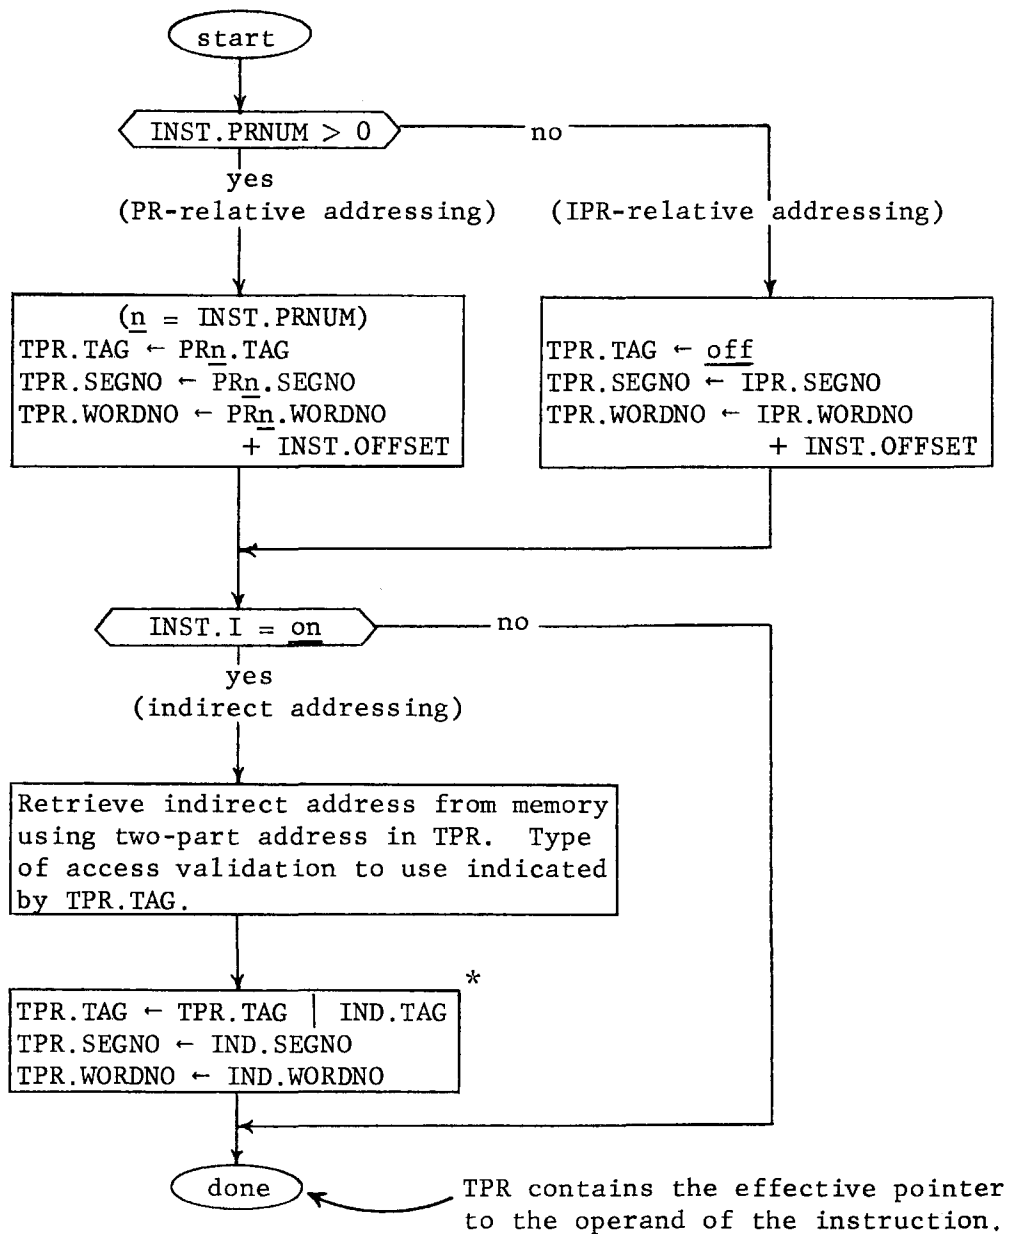 start
INST.PRNUM > 0
no
yes
(PR-relative addressing)
(IPR-relative addressing)
(n = INST.PRNUM)
TPR.TAG ← PRn.TAG
TPR.SEGNO ← PRn.SEGNO
TPR.WORDNO ← PRn.WORDNO
+ INST.OFFSET
TPR.TAG ← off
TPR.SEGNO ← IPR.SEGNO
TPR.WORDNO ← IPR.WORDNO
+ INST.OFFSET
INST.I = on
no
yes
(indirect addressing)
Retrieve indirect address from memory
using two-part address in TPR. Type
of access validation to use indicated
by TPR.TAG.
*
TPR.TAG ← TPR.TAG | IND.TAG
TPR.SEGNO ← IND.SEGNO
TPR.WORDNO ← IND.WORDNO
done
TPR contains the effective pointer
to the operand of the instruction.